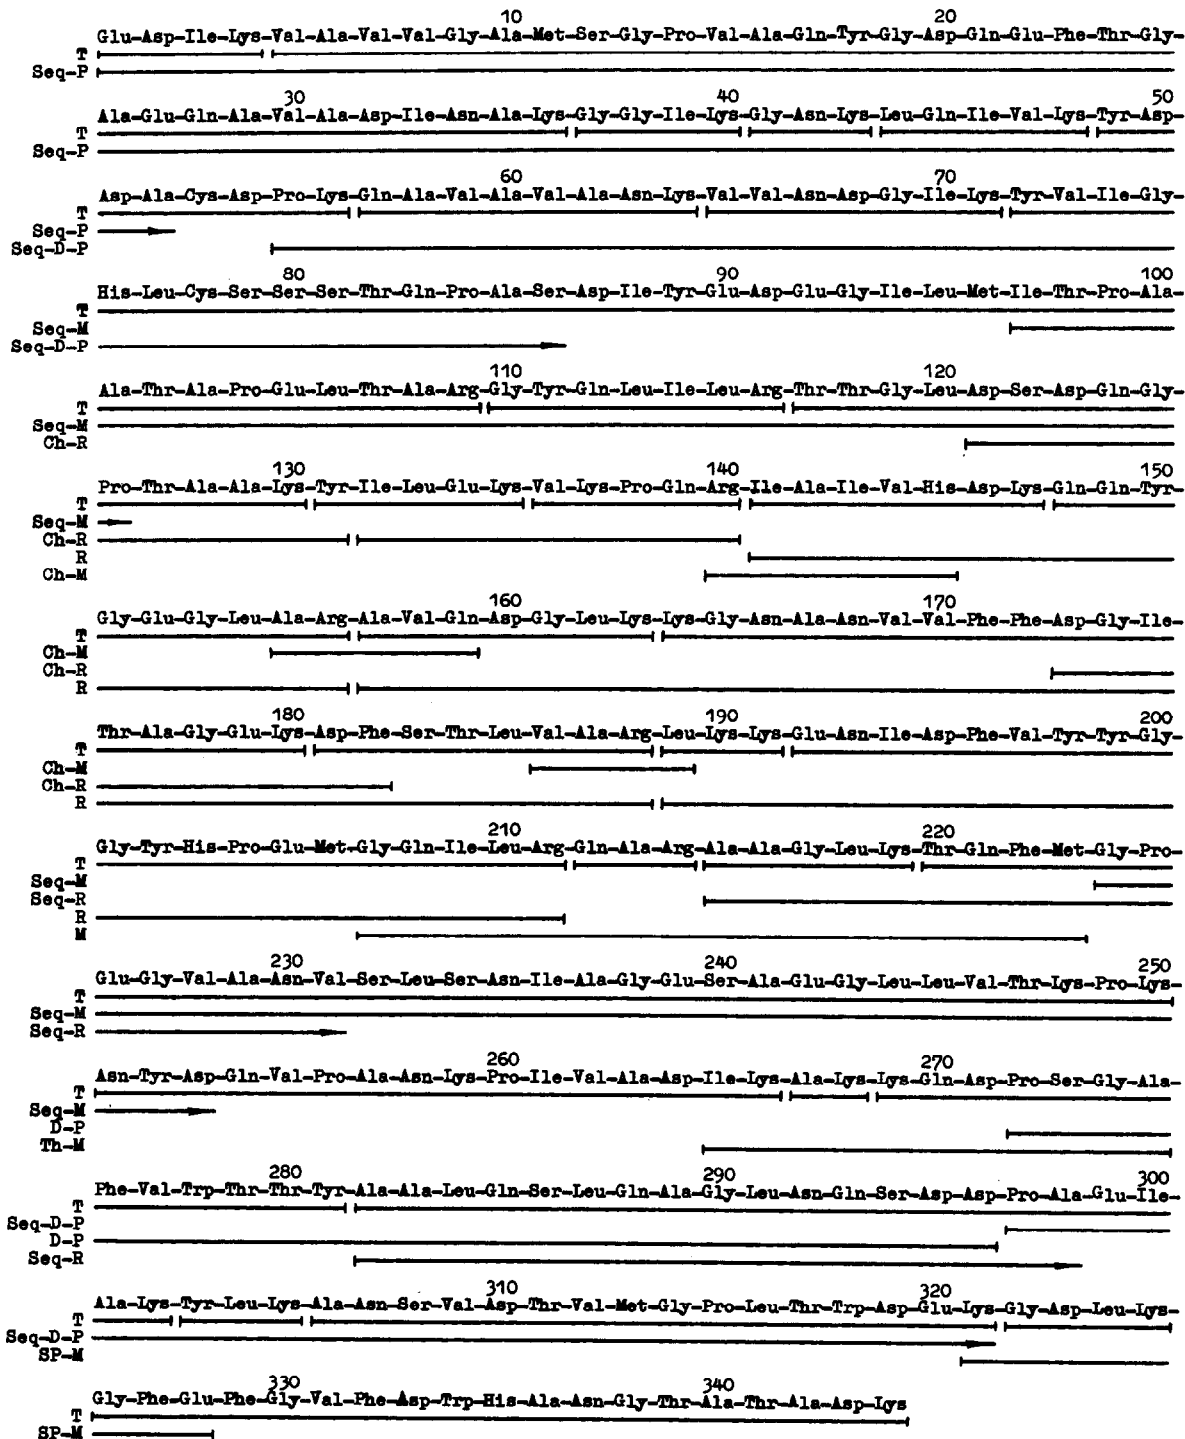 10 20
Glu-Asp-Ile-Lys-Val-Ala-Val-Val-Gly-Ala-Met-Ser-Gly-Pro-Val-Ala-Gln-Tyr-Gly-Asp-Gln-Glu-Phe-Thr-Gly-
T
Seq-P
30 40 50
Ala-Glu-Gln-Ala-Val-Ala-Asp-Ile-Asn-Ala-Lys-Gly-Gly-Ile-Lys-Gly-Asn-Lys-Leu-Gln-Ile-Val-Lys-Tyr-Asp-
T
Seq-P
60 70
Asp-Ala-Cys-Asp-Pro-Lys-Gln-Ala-Val-Ala-Val-Ala-Asn-Lys-Val-Val-Asn-Asp-Gly-Ile-Lys-Tyr-Val-Ile-Gly-
T
Seq-P
Seq-D-P
80 90 100
His-Leu-Cys-Ser-Ser-Ser-Thr-Gln-Pro-Ala-Ser-Asp-Ile-Tyr-Glu-Asp-Glu-Gly-Ile-Leu-Met-Ile-Thr-Pro-Ala-
T
Seq-M
Seq-D-P
110 120
Ala-Thr-Ala-Pro-Glu-Leu-Thr-Ala-Arg-Gly-Tyr-Gln-Leu-Ile-Leu-Arg-Thr-Thr-Gly-Leu-Asp-Ser-Asp-Gln-Gly-
T
Seq-M
Ch-R
130 140 150
Pro-Thr-Ala-Ala-Lys-Tyr-Ile-Leu-Glu-Lys-Val-Lys-Pro-Gln-Arg-Ile-Ala-Ile-Val-His-Asp-Lys-Gln-Gln-Tyr-
T
Seq-M
Ch-R
R
Ch-M
160 170
Gly-Glu-Gly-Leu-Ala-Arg-Ala-Val-Gln-Asp-Gly-Leu-Lys-Lys-Gly-Asn-Ala-Asn-Val-Val-Phe-Phe-Asp-Gly-Ile-
T
Ch-M
Ch-R
R
180 190 200
Thr-Ala-Gly-Glu-Lys-Asp-Phe-Ser-Thr-Leu-Val-Ala-Arg-Leu-Lys-Lys-Glu-Asn-Ile-Asp-Phe-Val-Tyr-Tyr-Gly-
T
Ch-M
Ch-R
R
210 220
Gly-Tyr-His-Pro-Glu-Met-Gly-Gln-Ile-Leu-Arg-Gln-Ala-Arg-Ala-Ala-Gly-Leu-Lys-Thr-Gln-Phe-Met-Gly-Pro-
T
Seq-M
Seq-R
R
M
230 240 250
Glu-Gly-Val-Ala-Asn-Val-Ser-Leu-Ser-Asn-Ile-Ala-Gly-Glu-Ser-Ala-Glu-Gly-Leu-Leu-Val-Thr-Lys-Pro-Lys-
T
Seq-M
Seq-R
260 270
Asn-Tyr-Asp-Gln-Val-Pro-Ala-Asn-Lys-Pro-Ile-Val-Ala-Asp-Ile-Lys-Ala-Lys-Lys-Gln-Asp-Pro-Ser-Gly-Ala-
T
Seq-M
D-P
Th-M
280 290 300
Phe-Val-Trp-Thr-Thr-Tyr-Ala-Ala-Leu-Gln-Ser-Leu-Gln-Ala-Gly-Leu-Asn-Gln-Ser-Asp-Asp-Pro-Ala-Glu-Ile-
T
Seq-D-P
D-P
Seq-R
310 320
Ala-Lys-Tyr-Leu-Lys-Ala-Asn-Ser-Val-Asp-Thr-Val-Met-Gly-Pro-Leu-Thr-Trp-Asp-Glu-Lys-Gly-Asp-Leu-Lys-
T
Seq-D-P
SP-M
330 340
Gly-Phe-Glu-Phe-Gly-Val-Phe-Asp-Trp-His-Ala-Asn-Gly-Thr-Ala-Thr-Ala-Asp-Lys
T
SP-M